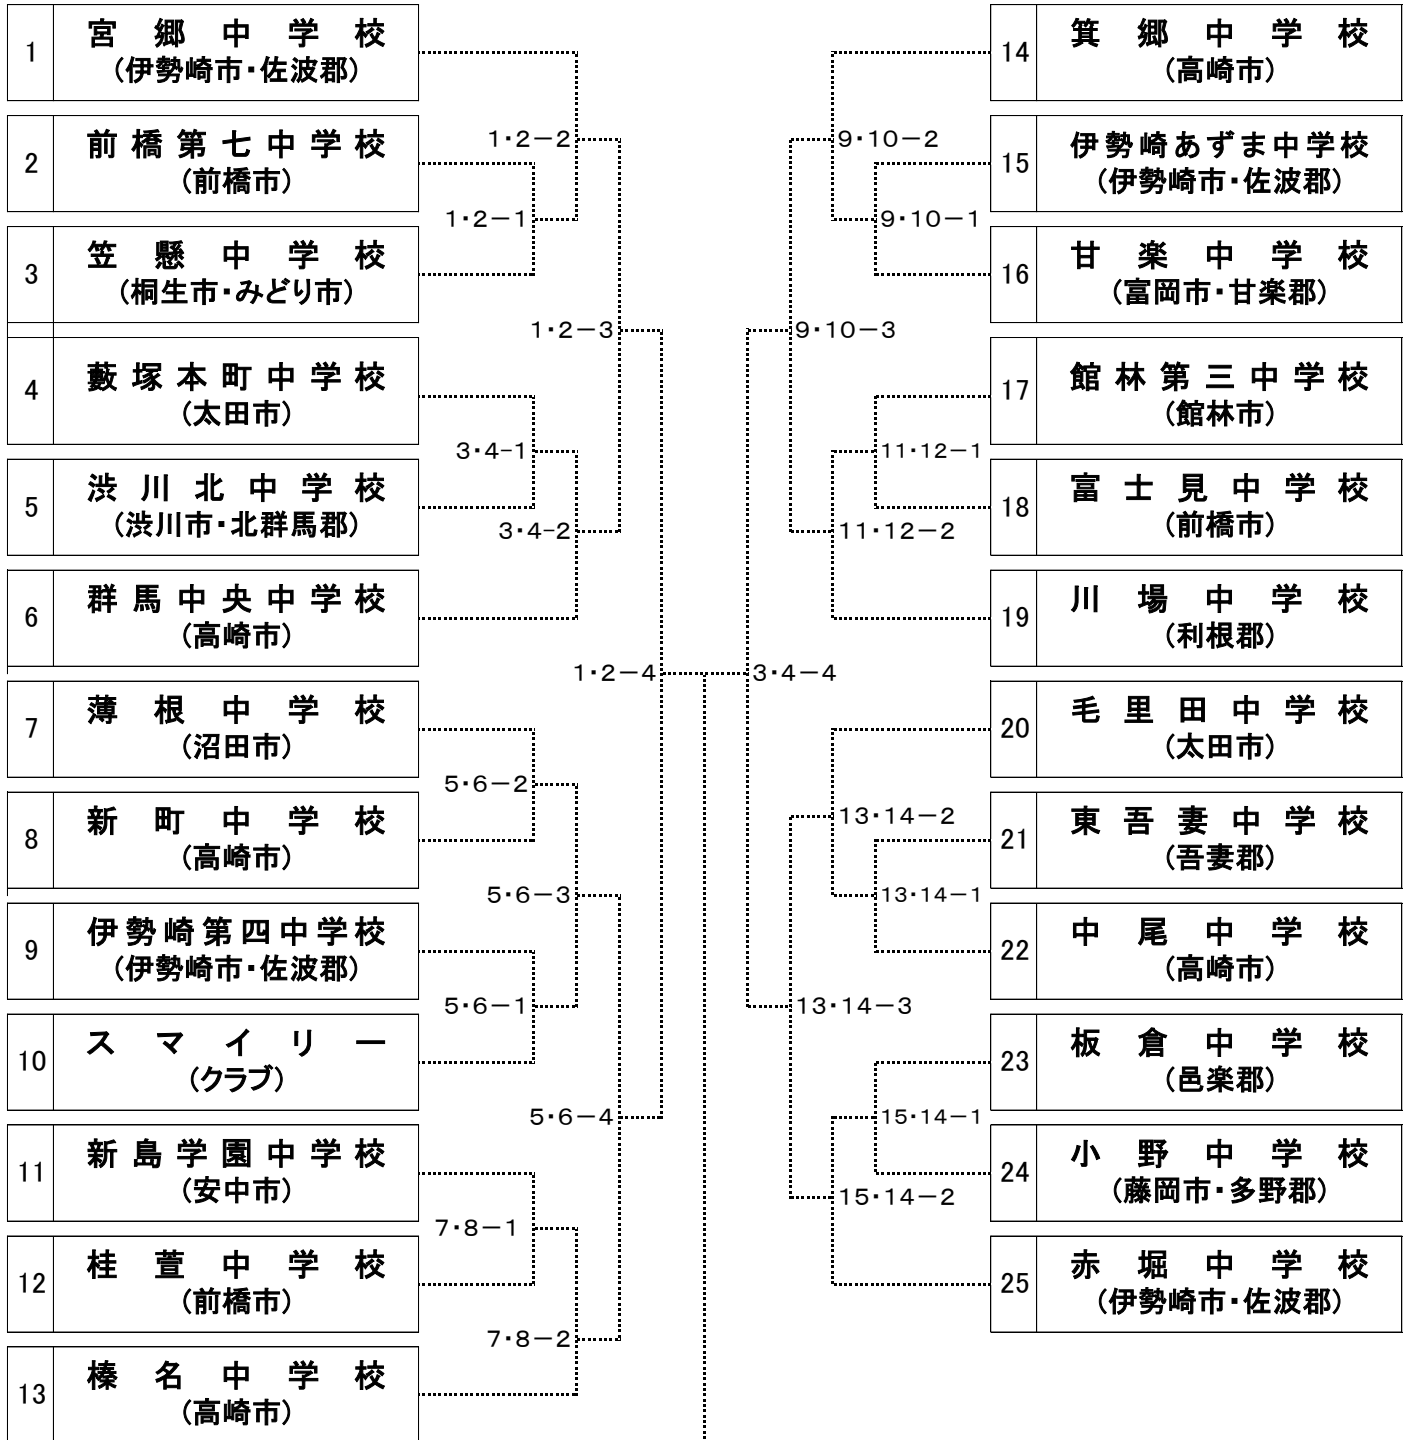 1
宮郷中学校
(伊勢崎市・佐波郡)
2
前橋第七中学校
(前橋市)
3
笠懸中学校
(桐生市・みどり市)
4
藪塚本町中学校
(太田市)
5
渋川北中学校
(渋川市・北群馬郡)
6
群馬中央中学校
(高崎市)
7
薄根中学校
(沼田市)
8
新町中学校
(高崎市)
9
伊勢崎第四中学校
(伊勢崎市・佐波郡)
10
スマイリー
(クラブ)
11
新島学園中学校
(安中市)
12
桂萱中学校
(前橋市)
13
榛名中学校
(高崎市)
1・2－2
1・2－1
1・2－3
3・4-1
3・4-2
1・2－4
5・6－2
5・6－3
5・6－1
5・6－4
7・8－1
7・8－2
9・10－2
9・10－1
9・10－3
11・12－1
11・12－2
3・4－4
13・14－2
13・14－1
13・14－3
15・14－1
15・14－2
14
箕郷中学校
(高崎市)
15
伊勢崎あずま中学校
(伊勢崎市・佐波郡)
16
甘楽中学校
(富岡市・甘楽郡)
17
館林第三中学校
(館林市)
18
富士見中学校
(前橋市)
19
川場中学校
(利根郡)
20
毛里田中学校
(太田市)
21
東吾妻中学校
(吾妻郡)
22
中尾中学校
(高崎市)
23
板倉中学校
(邑楽郡)
24
小野中学校
(藤岡市・多野郡)
25
赤堀中学校
(伊勢崎市・佐波郡)